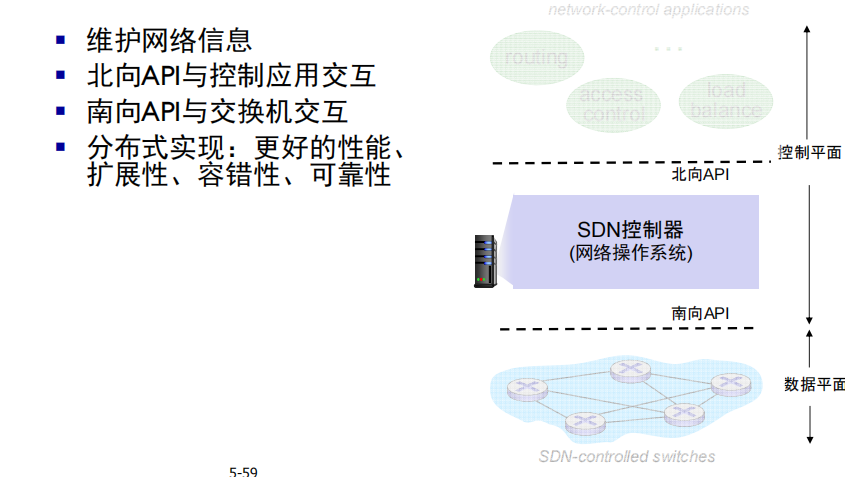 维护网络信息
北向API与控制应用交互
南向API与交换机交互
分布式实现：更好的性能、
扩展性、容错性、可靠性
network-control applications
routing
…
access
control
load
balance
控制平面
北向API
SDN控制器
(网络操作系统)
南向API
数据平面
SDN-controlled switches
5-59